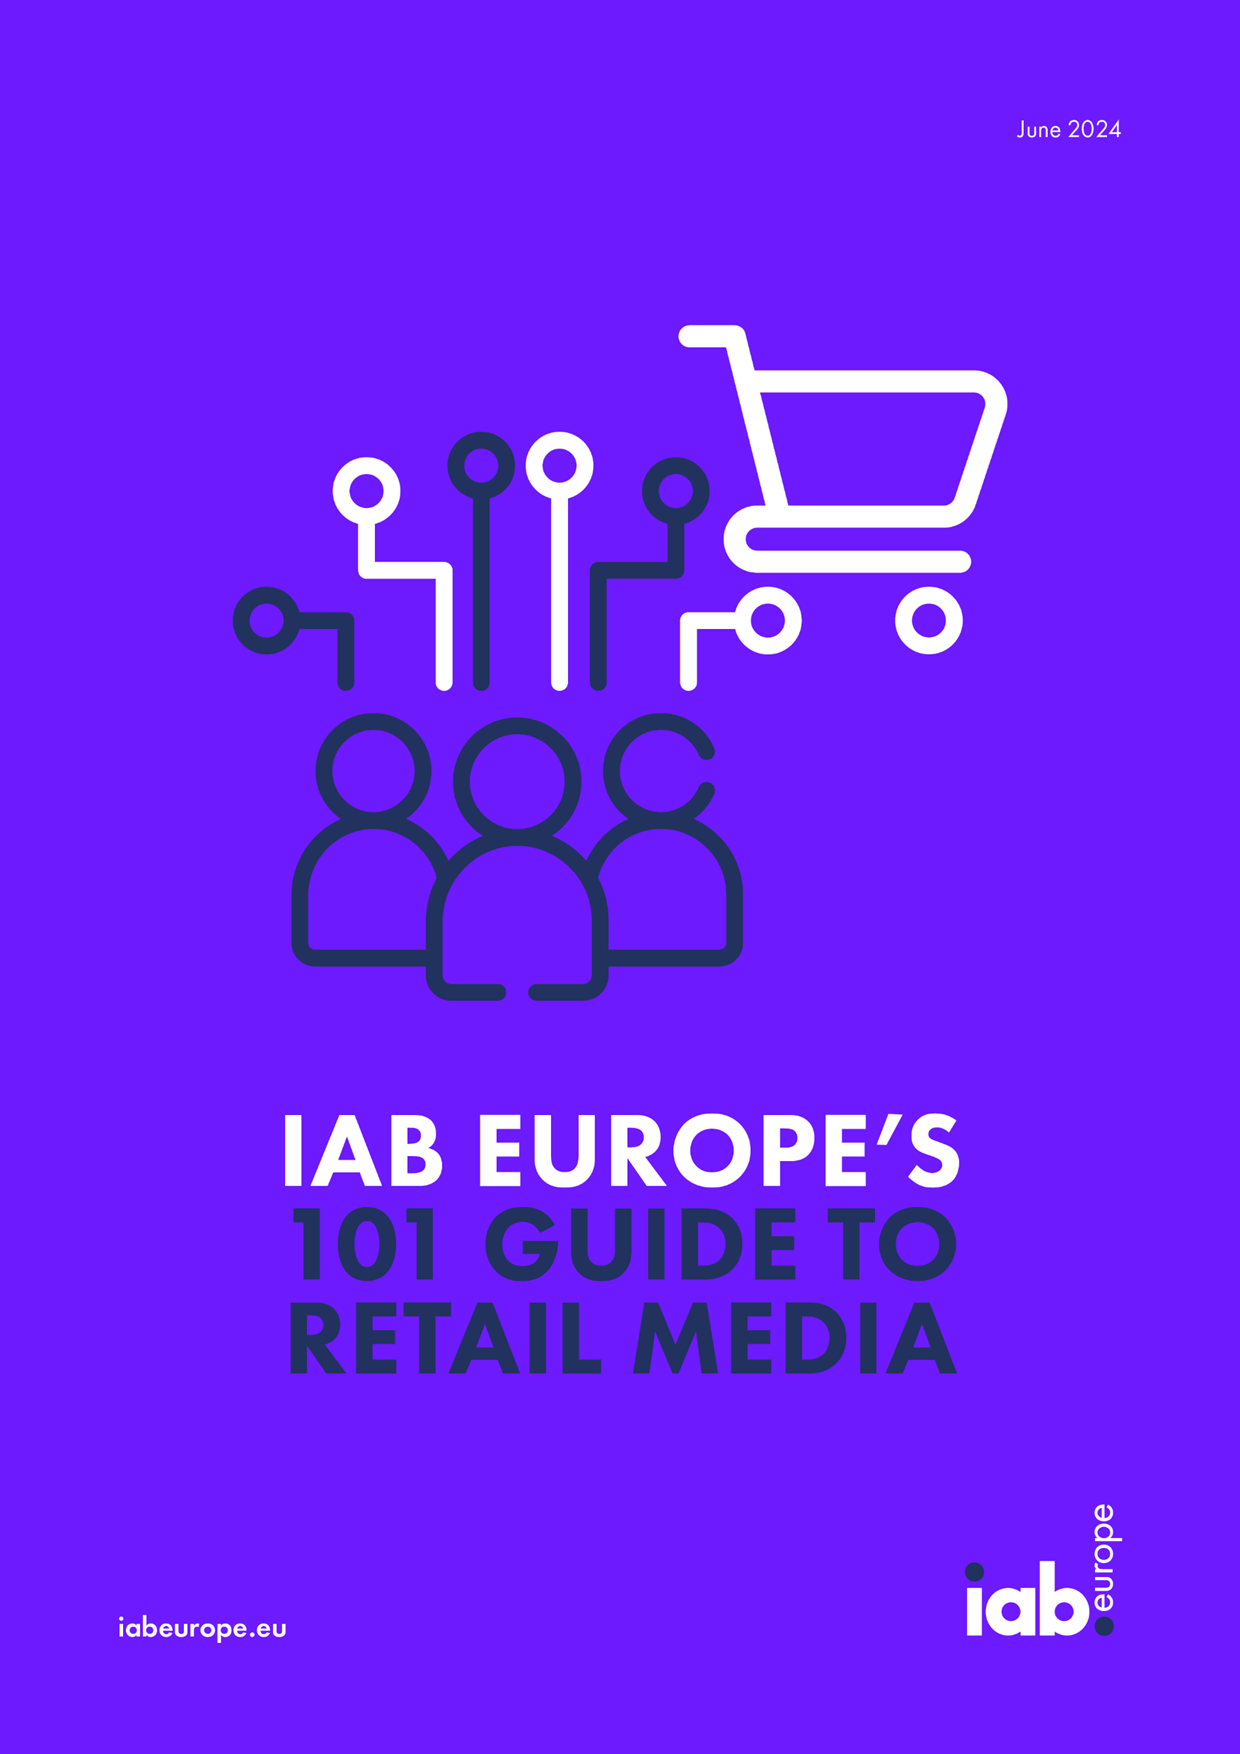 June 2024
IAB EUROPE’S
101 GUIDE TO
RETAIL MEDIA
iabeurope.eu
iab.
europe